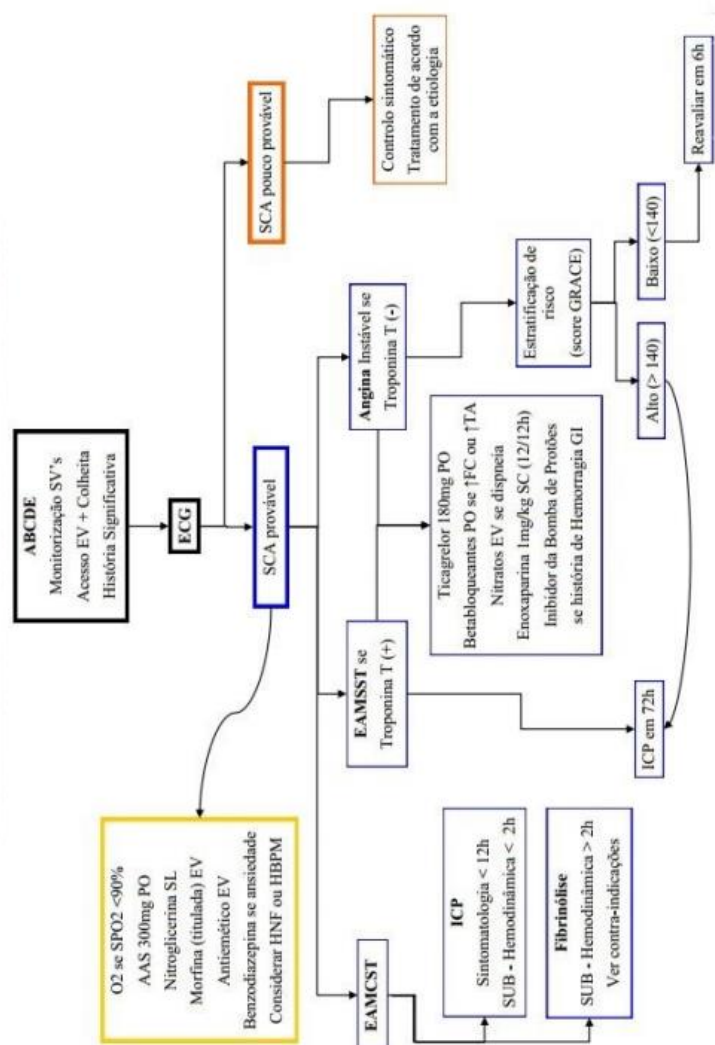 ABCDE
Monitorização SV's
Acesso EV + Colheita
História Significativa
ECG
SCA provável
SCA pouco provável
O2 se SPO2 <90%
AAS 300mg PO
Nitroglicerina SL
Morfina (titulada) EV
Antiemético EV
Benzodiazepina se ansiedade
Considerar HNF ou HBPM
Controlo sintomático
Tratamento de acordo
com a etiologia
EAMCST
EAMSST se
Troponina T (+)
Angina Instável se
Troponina T (-)
Ticagrelor 180mg PO
Betabloqueantes PO se ↑FC ou ↑TA
Nitratos EV se dispneia
Enoxaparina 1mg/kg SC (12/12h)
Inibidor da Bomba de Protões
se história de Hemorragia GI
ICP
Sintomatologia < 12h
SUB - Hemodinâmica < 2h
Fibrinólise
SUB - Hemodinâmica > 2h
Ver contra-indicações
ICP em 72h
Estratificação de
risco
(score GRACE)
Alto (> 140)
Baixo (<140)
Reavaliar em 6h